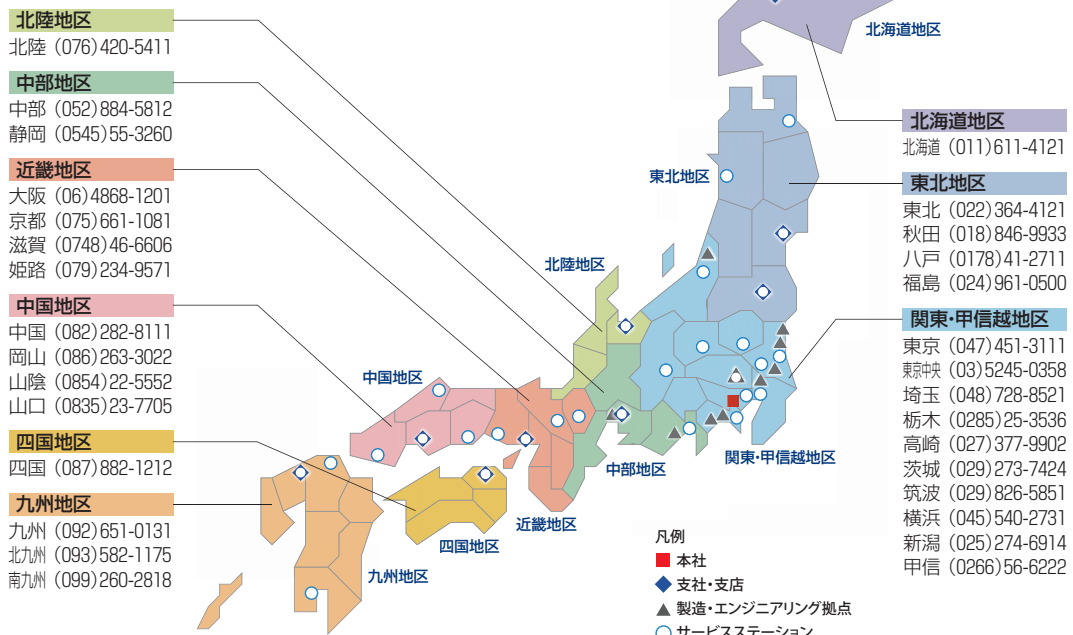 北陸地区
北陸 (076)420-5411
中部地区
中部 (052)884-5812
静岡 (0545)55-3260
近畿地区
大阪 (06)4868-1201
京都 (075)661-1081
滋賀 (0748)46-6606
姫路 (079)234-9571
中国地区
中国 (082)282-8111
岡山 (086)263-3022
山陰 (0854)22-5552
山口 (0835)23-7705
四国地区
四国 (087)882-1212
九州地区
九州 (092)651-0131
北九州 (093)582-1175
南九州 (099)260-2818
北海道地区
東北地区
北陸地区
中国地区
中部地区
関東・甲信越地区
近畿地区
四国地区
九州地区
凡例
本社
支社・支店
製造・エンジニアリング拠点
サービスステーション
北海道地区
北海道 (011)611-4121
東北地区
東北 (022)364-4121
秋田 (018)846-9933
八戸 (0178)41-2711
福島 (024)961-0500
関東・甲信越地区
東京 (047)451-3111
東京中央 (03)5245-0358
埼玉 (048)728-8521
栃木 (0285)25-3536
高崎 (027)377-9902
茨城 (029)273-7424
筑波 (029)826-5851
横浜 (045)540-2731
新潟 (025)274-6914
甲信 (0266)56-6222